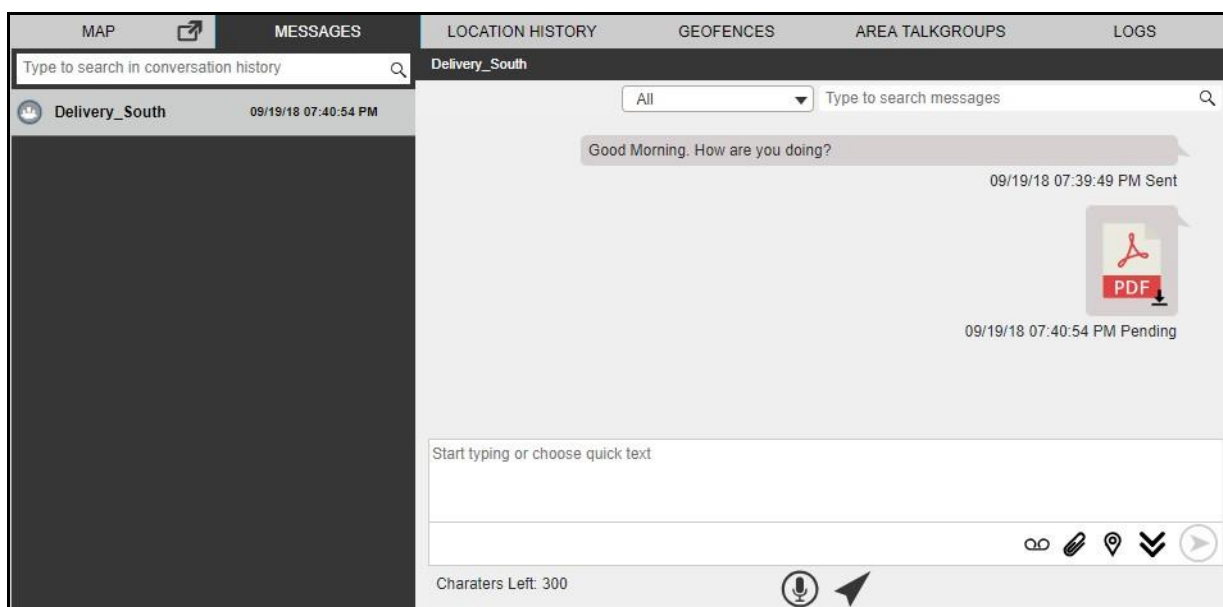 MAP MESSAGES LOCATION HISTORY GEOFENCES AREA TALKGROUPS LOGS
Type to search in conversation history
Delivery_South 09/19/18 07:40:54 PM
Delivery_South
All Type to search messages
Good Morning. How are you doing?
09/19/18 07:39:49 PM Sent
PDF
09/19/18 07:40:54 PM Pending
Start typing or choose quick text
Charaters Left: 300